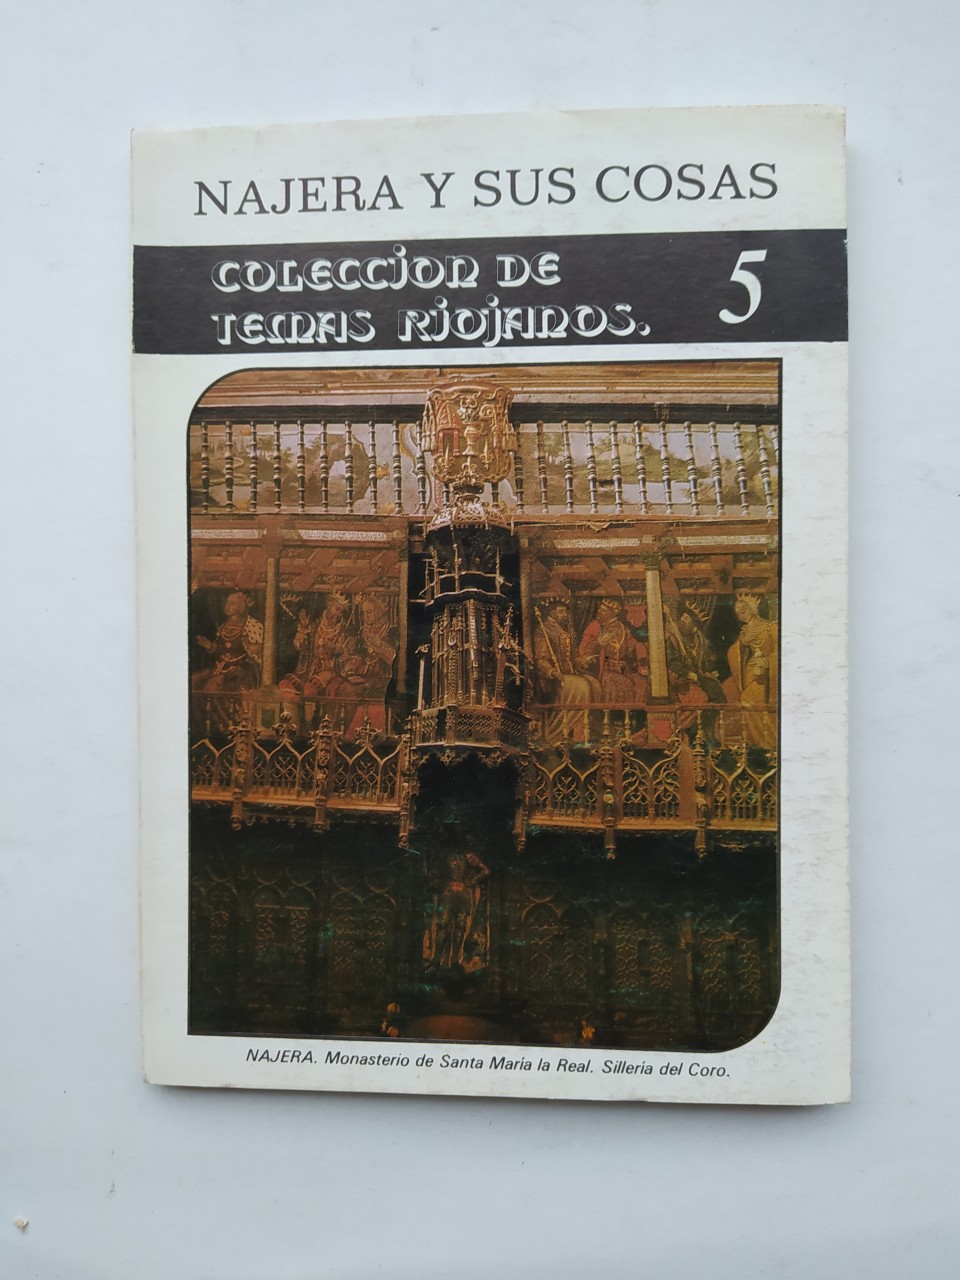 NAJERA Y SUS COSAS
COLECCION DE
TEMAS RIOJANOS.
5
NAJERA. Monasterio de Santa María la Real. Sillería del Coro.